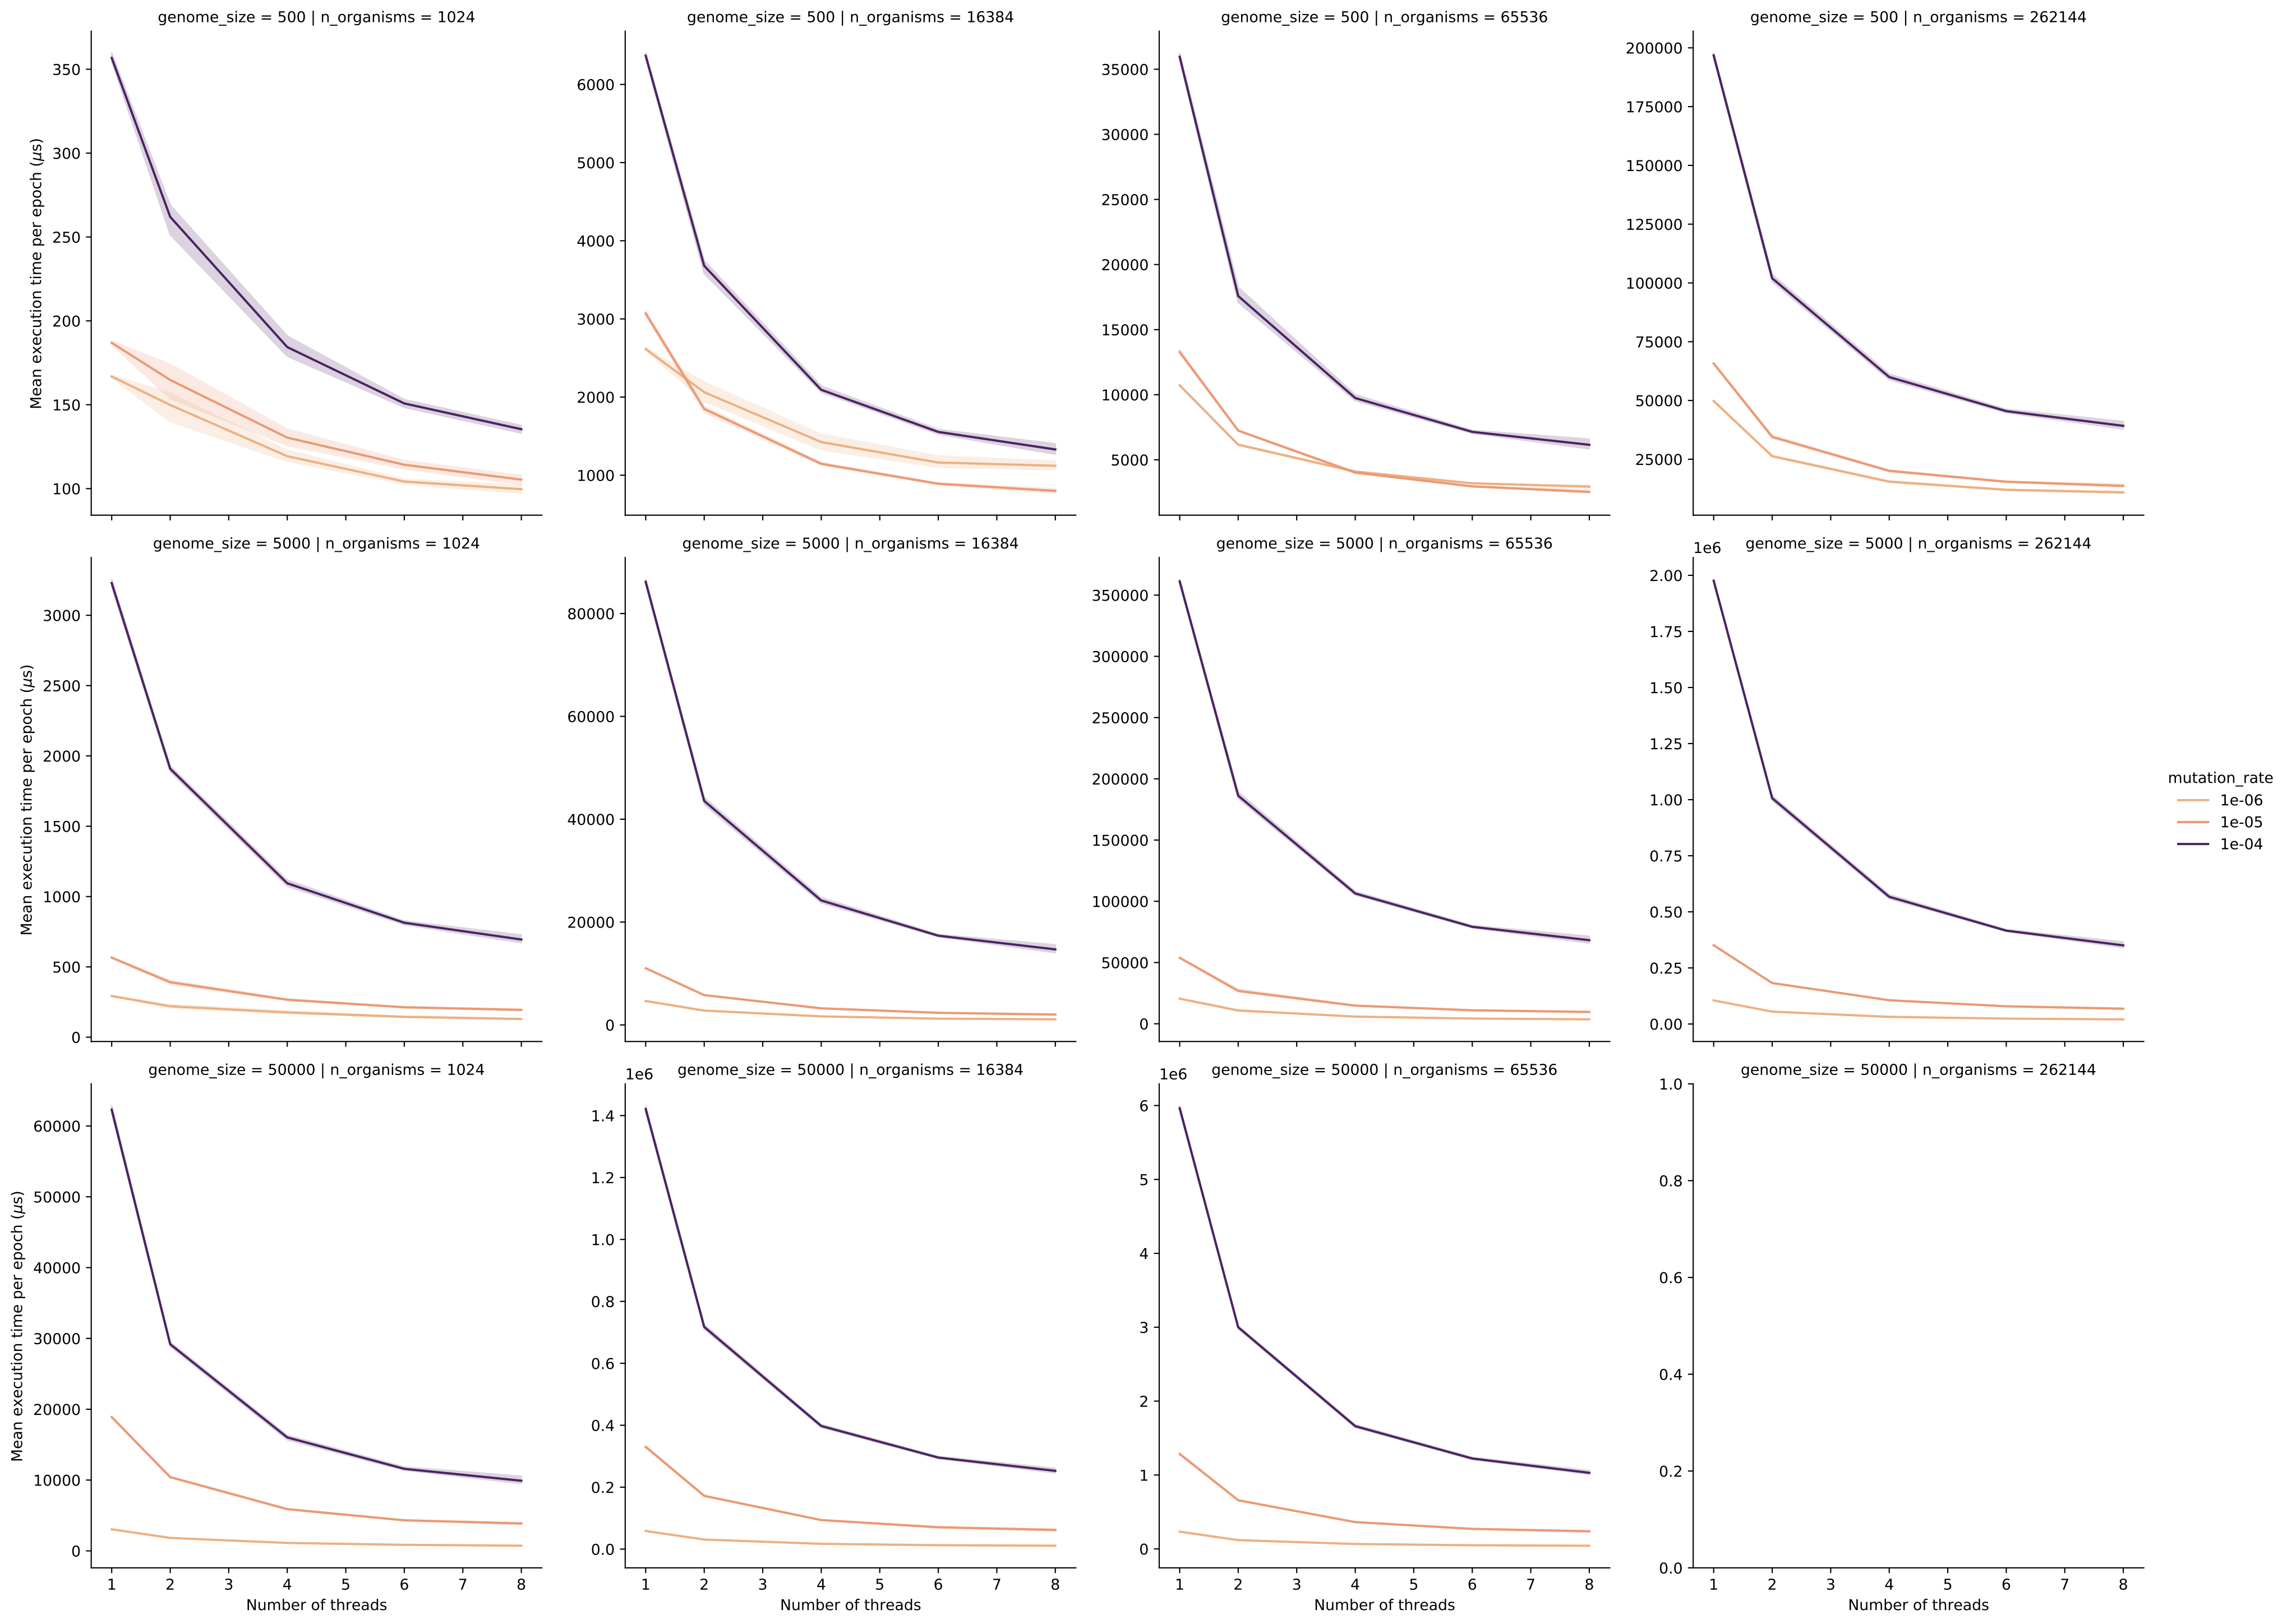 genome_size = 500 | n_organisms = 1024
350
300
250
200
150
100
Mean execution time per epoch (μs)
genome_size = 500 | n_organisms = 16384
6000
5000
4000
3000
2000
1000
genome_size = 500 | n_organisms = 65536
35000
30000
25000
20000
15000
10000
5000
genome_size = 500 | n_organisms = 262144
200000
175000
150000
125000
100000
75000
50000
25000
genome_size = 5000 | n_organisms = 1024
3000
2500
2000
1500
1000
500
0
Mean execution time per epoch (μs)
genome_size = 5000 | n_organisms = 16384
80000
60000
40000
20000
0
genome_size = 5000 | n_organisms = 65536
350000
300000
250000
200000
150000
100000
50000
0
1e6
genome_size = 5000 | n_organisms = 262144
2.00
1.75
1.50
1.25
1.00
0.75
0.50
0.25
0.00
mutation_rate
1e-06
1e-05
1e-04
genome_size = 50000 | n_organisms = 1024
60000
50000
40000
30000
20000
10000
0
Mean execution time per epoch (μs)
1 2 3 4 5 6 7 8
Number of threads
1e6
genome_size = 50000 | n_organisms = 16384
1.4
1.2
1.0
0.8
0.6
0.4
0.2
0.0
1 2 3 4 5 6 7 8
Number of threads
1e6
genome_size = 50000 | n_organisms = 65536
6
5
4
3
2
1
0
1 2 3 4 5 6 7 8
Number of threads
genome_size = 50000 | n_organisms = 262144
1.0
0.8
0.6
0.4
0.2
0.0
1 2 3 4 5 6 7 8
Number of threads